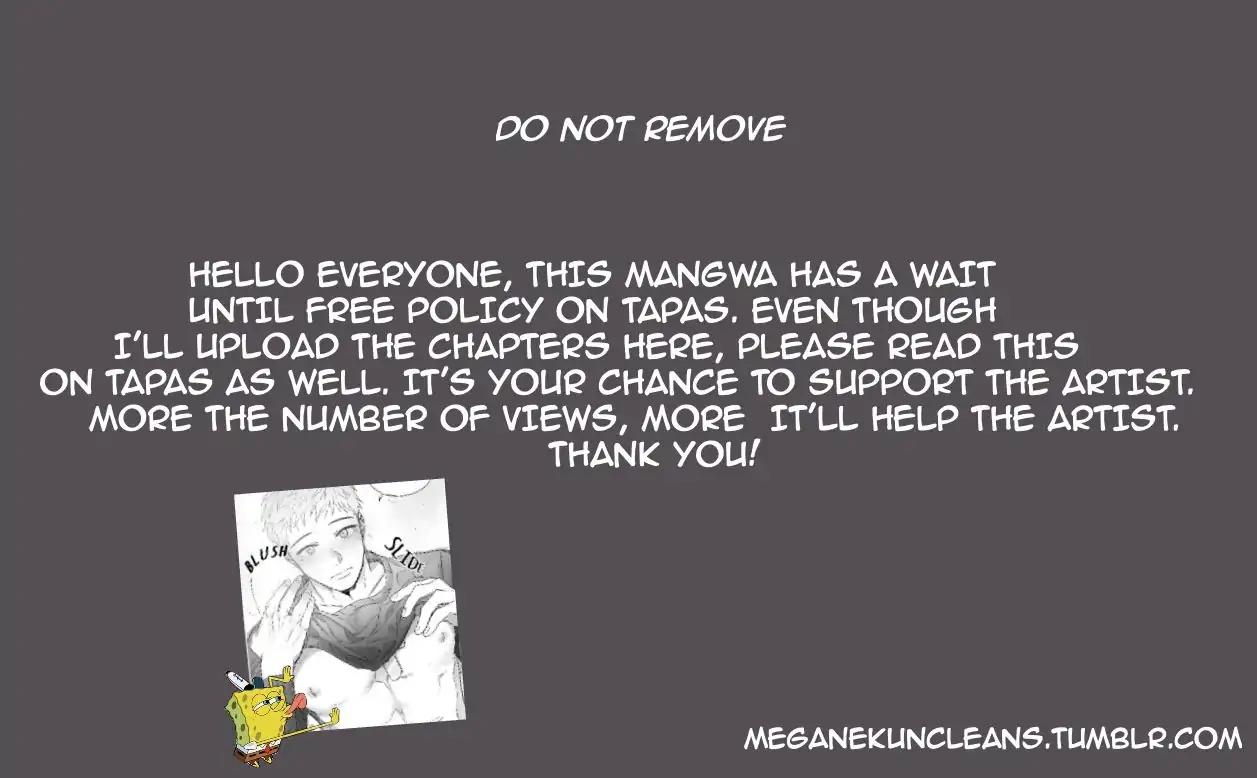 DO NOT REMOVE
HELLO EVERYONE, THIS MANGWA HAS A WAIT
UNTIL FREE POLICY ON TAPAS. EVEN THOUGH
I'LL UPLOAD THE CHAPTERS HERE, PLEASE READ THIS
ON TAPAS AS WELL. IT'S YOUR CHANCE TO SUPPORT THE ARTIST.
MORE THE NUMBER OF VIEWS, MORE IT'LL HELP THE ARTIST.
THANK YOU!
BLUSH
SLIDE
MEGANEKUNCLEANS.TUMBLR.COM